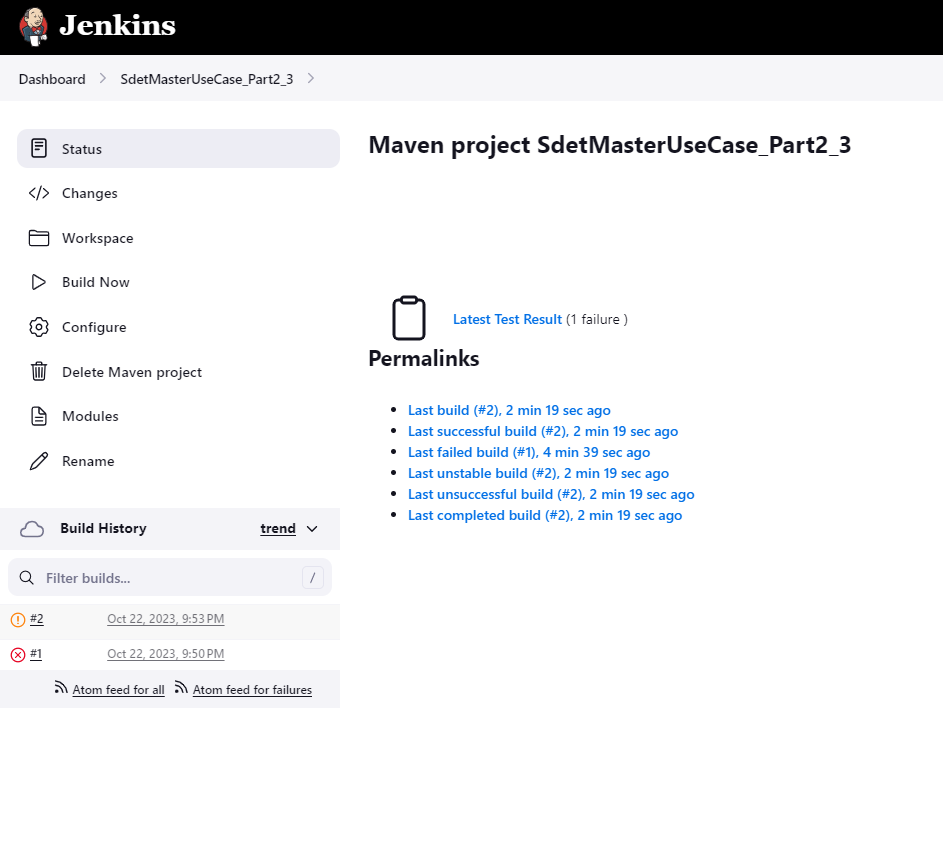 Jenkins
Dashboard
SdetMasterUseCase_Part2_3
Status
Changes
Workspace
Build Now
Configure
Delete Maven project
Modules
Rename
Build History
trend
Filter builds...
/
#2
Oct 22, 2023, 9:53 PM
#1
Oct 22, 2023, 9:50 PM
Atom feed for all
Atom feed for failures
Maven project SdetMasterUseCase_Part2_3
Latest Test Result (1 failure )
Permalinks
Last build (#2), 2 min 19 sec ago
Last successful build (#2), 2 min 19 sec ago
Last failed build (#1), 4 min 39 sec ago
Last unstable build (#2), 2 min 19 sec ago
Last unsuccessful build (#2), 2 min 19 sec ago
Last completed build (#2), 2 min 19 sec ago